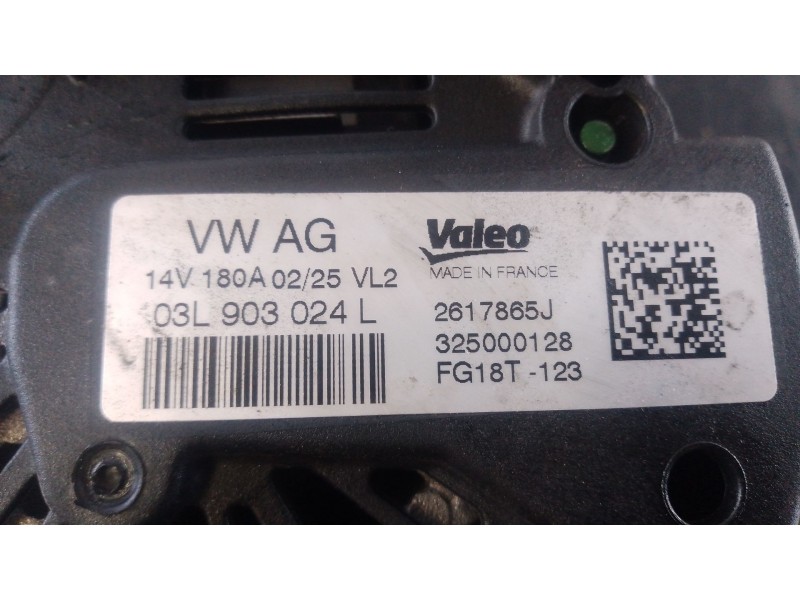 VW AG
14V 180A 02/25 VL2
03L 903 024 L
Valeo
MADE IN FRANCE
2617865J
325000128
FG18T -123